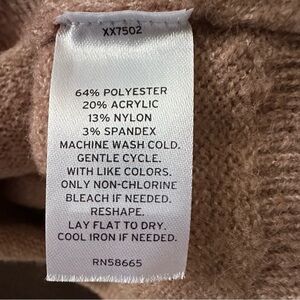 XX7502
64% POLYESTER
20% ACRYLIC
13% NYLON
3% SPANDEX
MACHINE WASH COLD.
GENTLE CYCLE.
WITH LIKE COLORS.
ONLY NON-CHLORINE
BLEACH IF NEEDED.
RESHAPE.
LAY FLAT TO DRY.
COOL IRON IF NEEDED.
RN58665